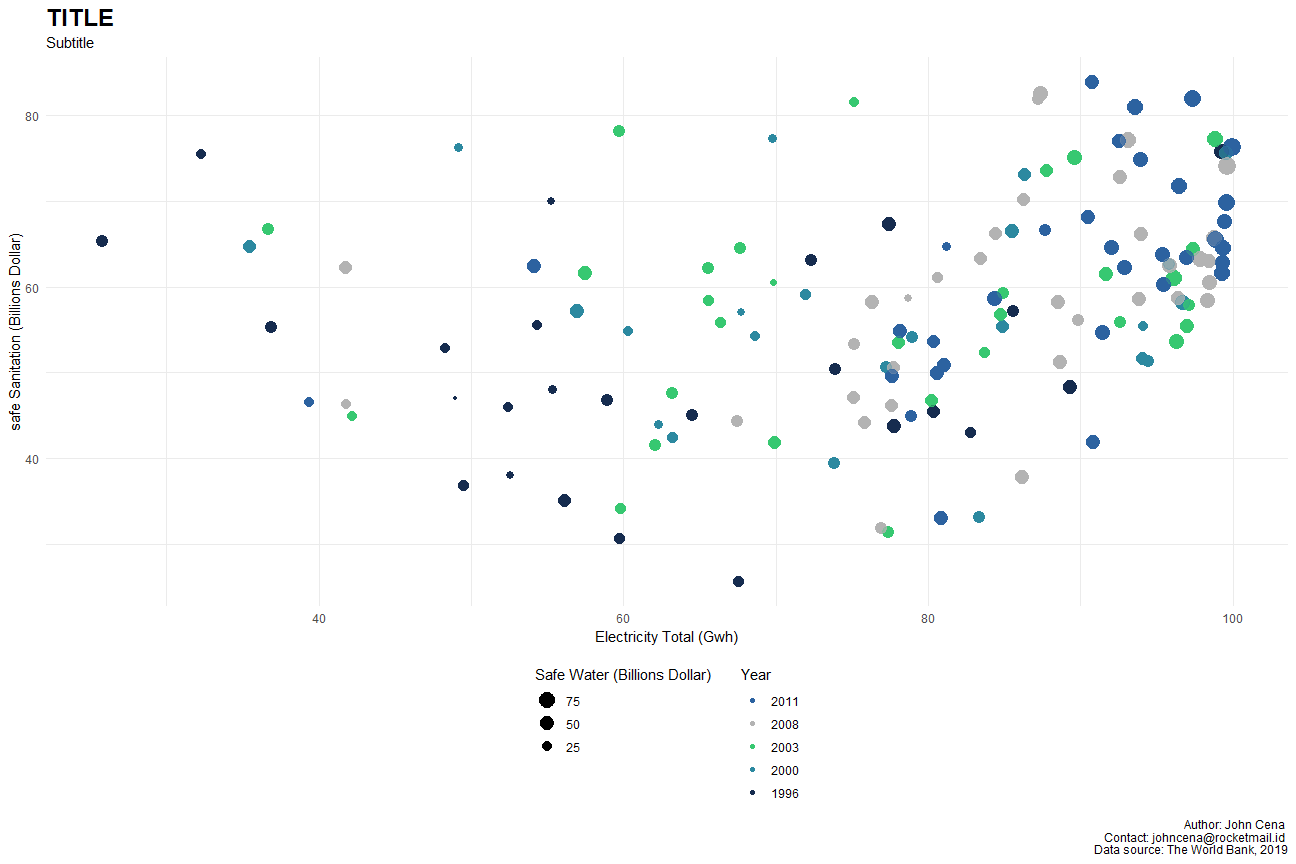 TITLE
Subtitle
safe Sanitation (Billions Dollar)
80
60
40
40 60 80 100
Electricity Total (Gwh)
Safe Water (Billions Dollar)
75
50
25
Year
2011
2008
2003
2000
1996
Author: John Cena
Contact: johncena@rocketmail.id
Data source: The World Bank, 2019